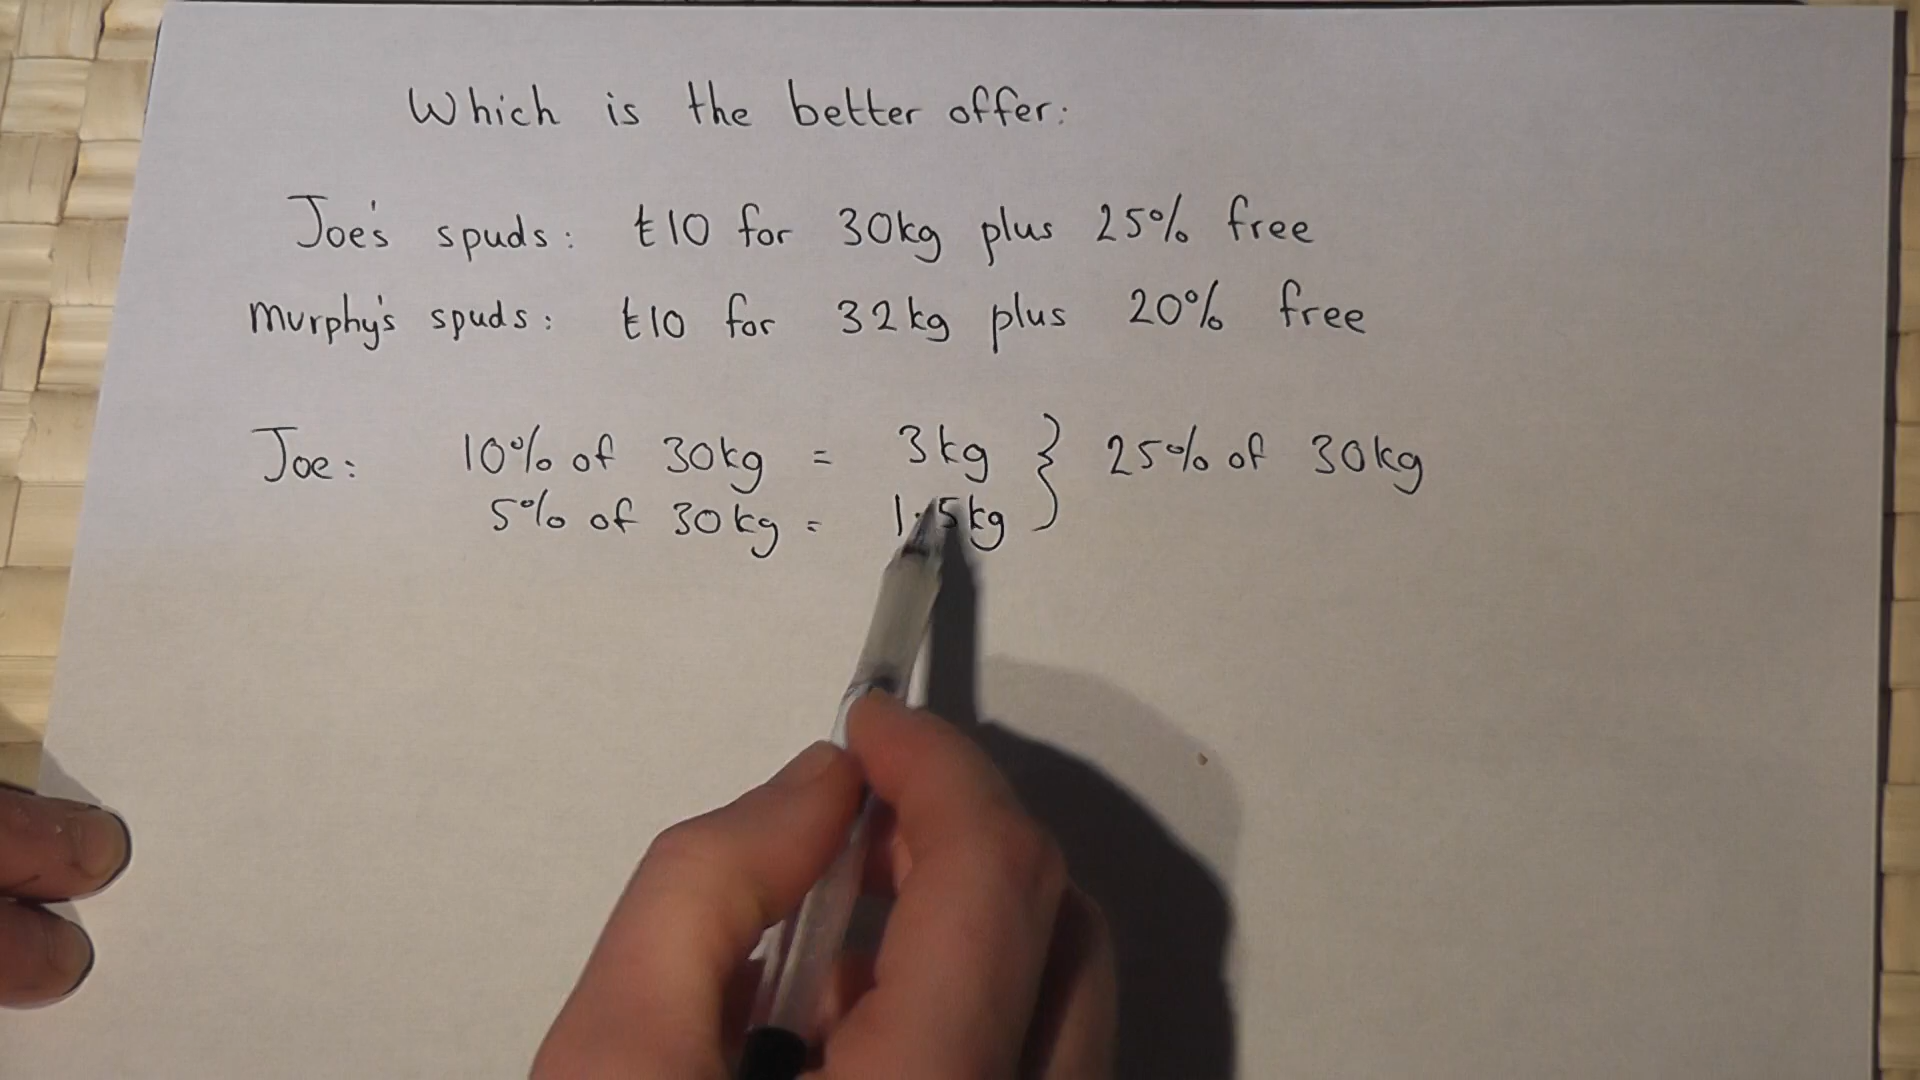 Which is the better offer:
Joe's spuds: £10 for 30kg plus 25% free
Murphy's spuds: £10 for 32kg plus 20% free
Joe: 10% of 30kg = 3kg } 25% of 30kg
5% of 30kg = 1.5kg